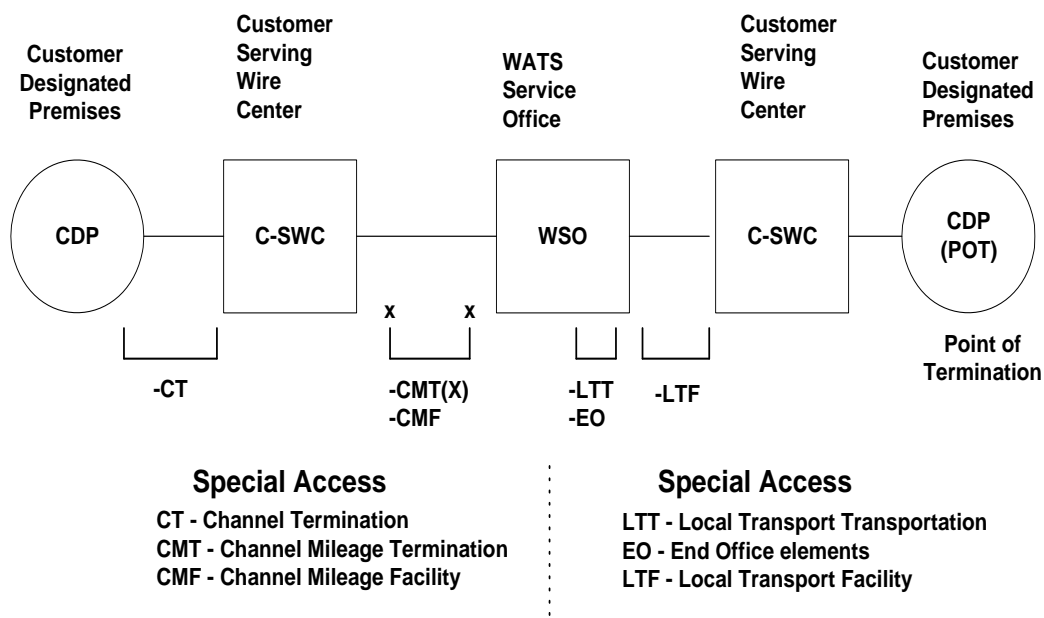 Customer
Designated
Premises
Customer
Serving
Wire
Center
WATS
Service
Office
Customer
Serving
Wire
Center
Customer
Designated
Premises
CDP
C-SWC
WSO
C-SWC
CDP
(POT)
x
x
-CT
-CMT(X)
-CMF
-LTT
-EO
-LTF
Point of
Termination
Special Access
CT - Channel Termination
CMT - Channel Mileage Termination
CMF - Channel Mileage Facility
Special Access
LTT - Local Transport Transportation
EO - End Office elements
LTF - Local Transport Facility